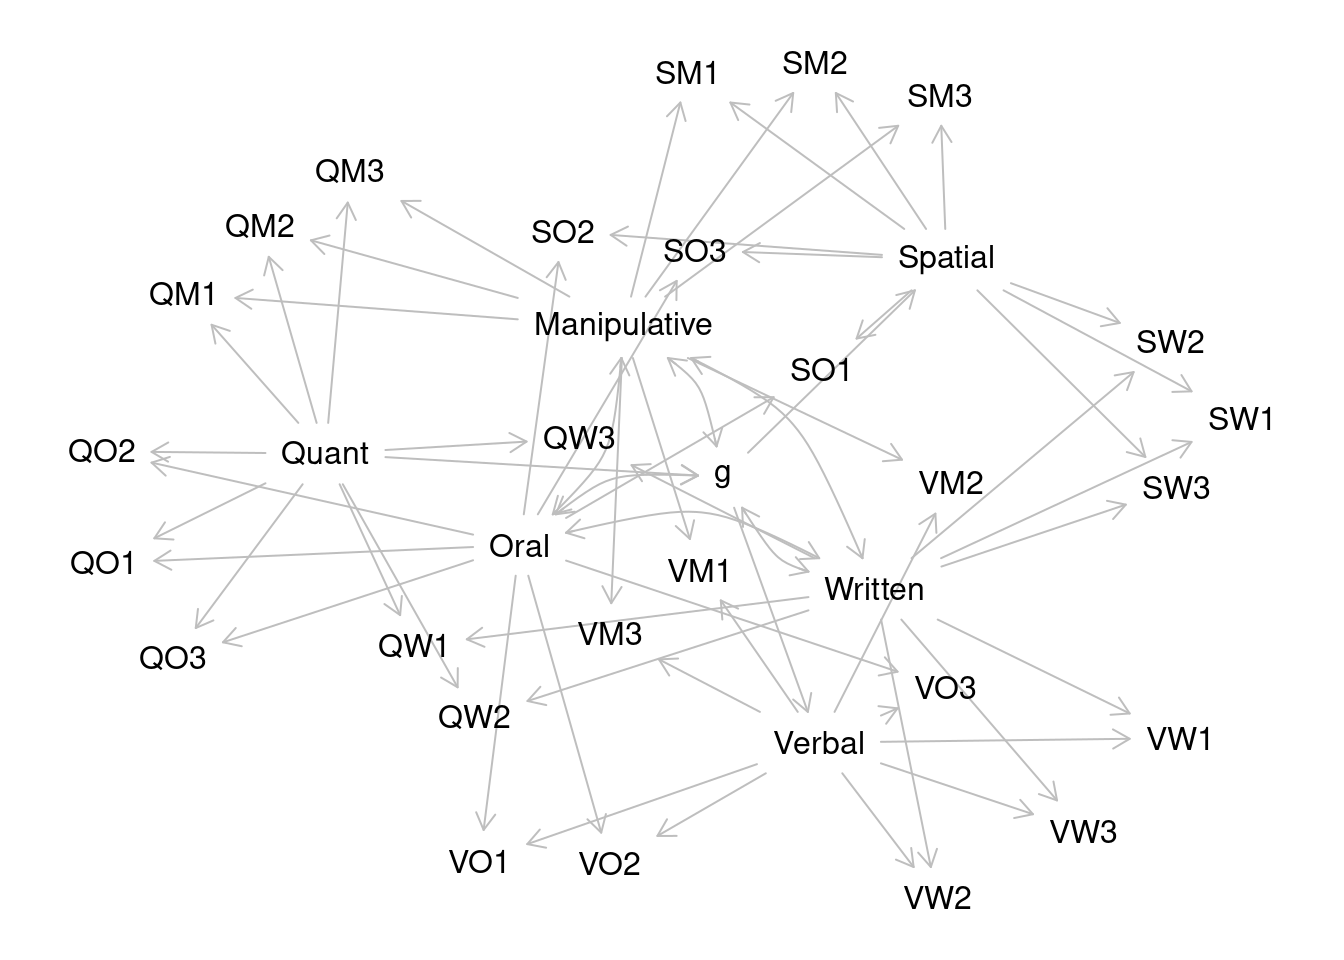 SM2
SM1
SM3
QM3
QM2
SO2
SO3
Spatial
QM1
Manipulative
SW2
SO1
SW1
QW3
QO2
Quant
g
VM2
SW3
Oral
QO1
VM1
Written
VM3
QW1
QO3
VO3
QW2
VW1
Verbal
VW3
VO1
VO2
VW2